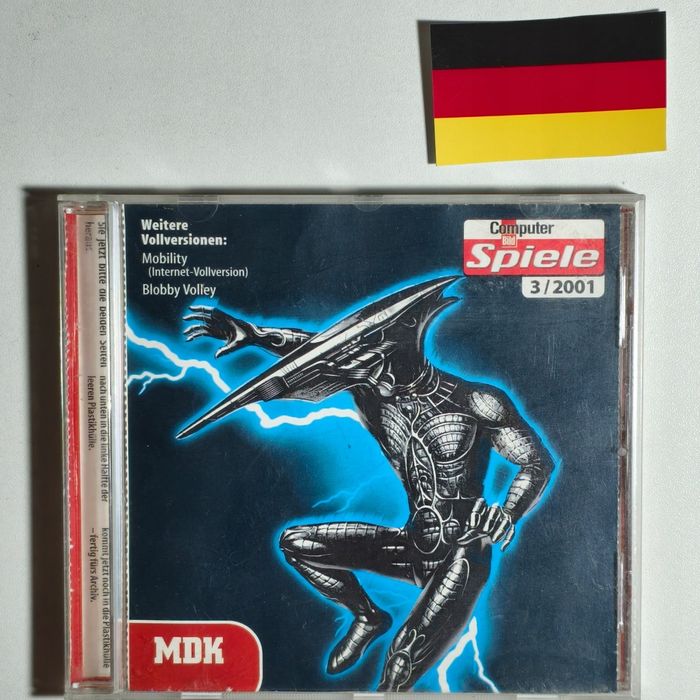 Weitere
Vollversionen:
Mobility
(Internet-Vollversion)
Blobby Volley
Computer
Bild
Spiele
3/2001
MDK
Sie jetzt bitte die beiden Seiten
heraus.
nach unten in die linke Hälfte der
leeren Plastikhülle.
kommt jetzt noch in die Plastikhülle
– fertig fürs Archiv.